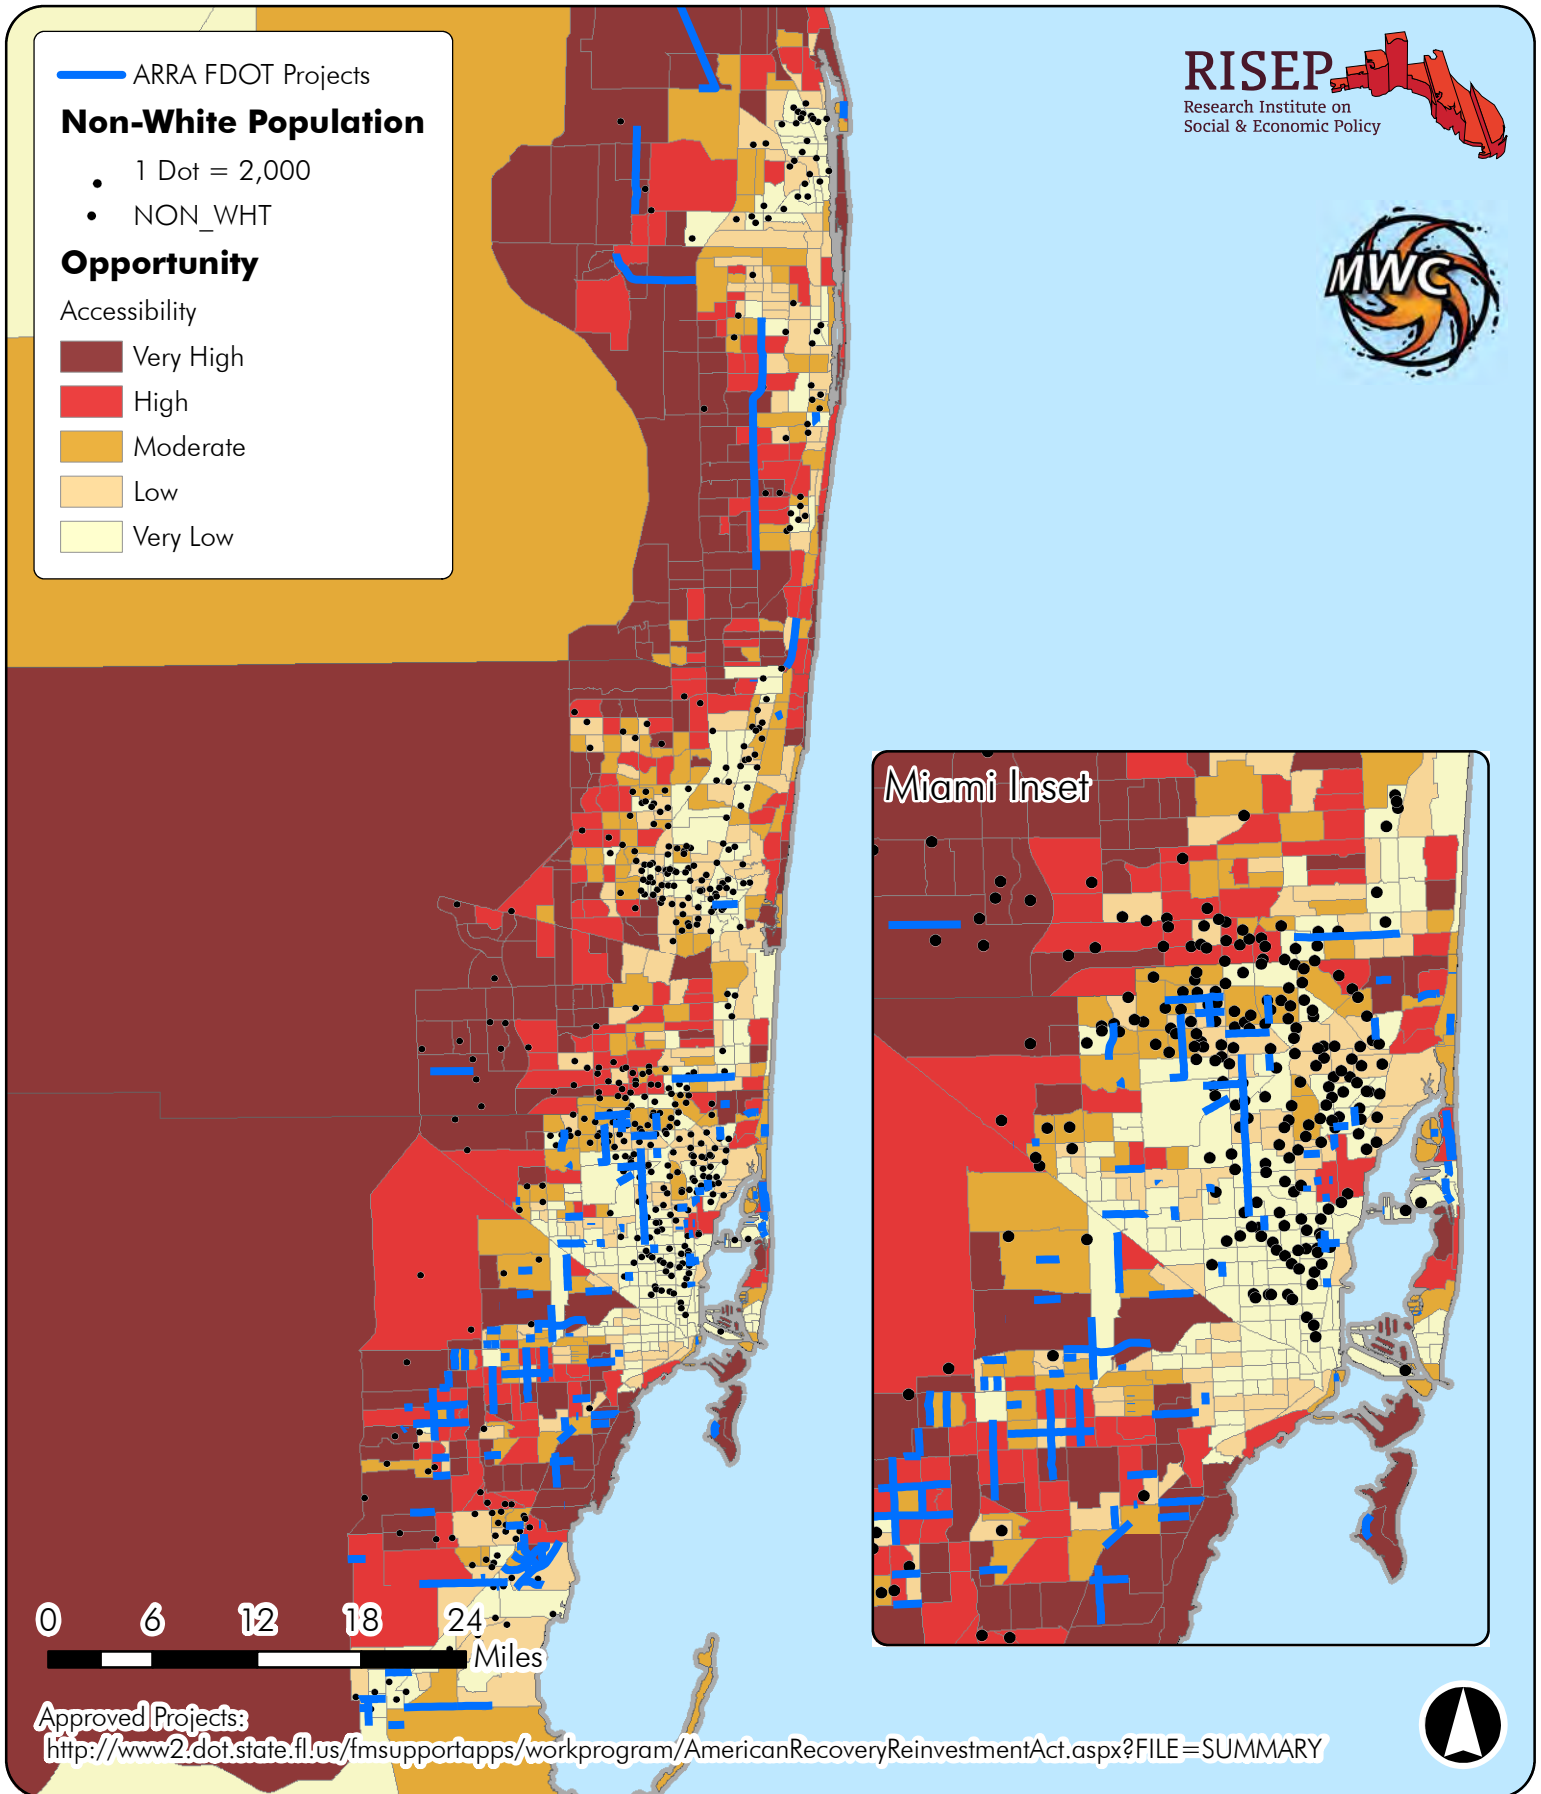 ARRA FDOT Projects
Non-White Population
1 Dot = 2,000
NON_WHT
Opportunity
Accessibility
Very High
High
Moderate
Low
Very Low
RISEP
Research Institute on
Social & Economic Policy
MWC
Miami Inset
0 6 12 18 24
Miles
Approved Projects:
http://www2.dot.state.fl.us/fmsupportapps/workprogram/AmericanRecoveryReinvestmentAct.aspx?FILE=SUMMARY